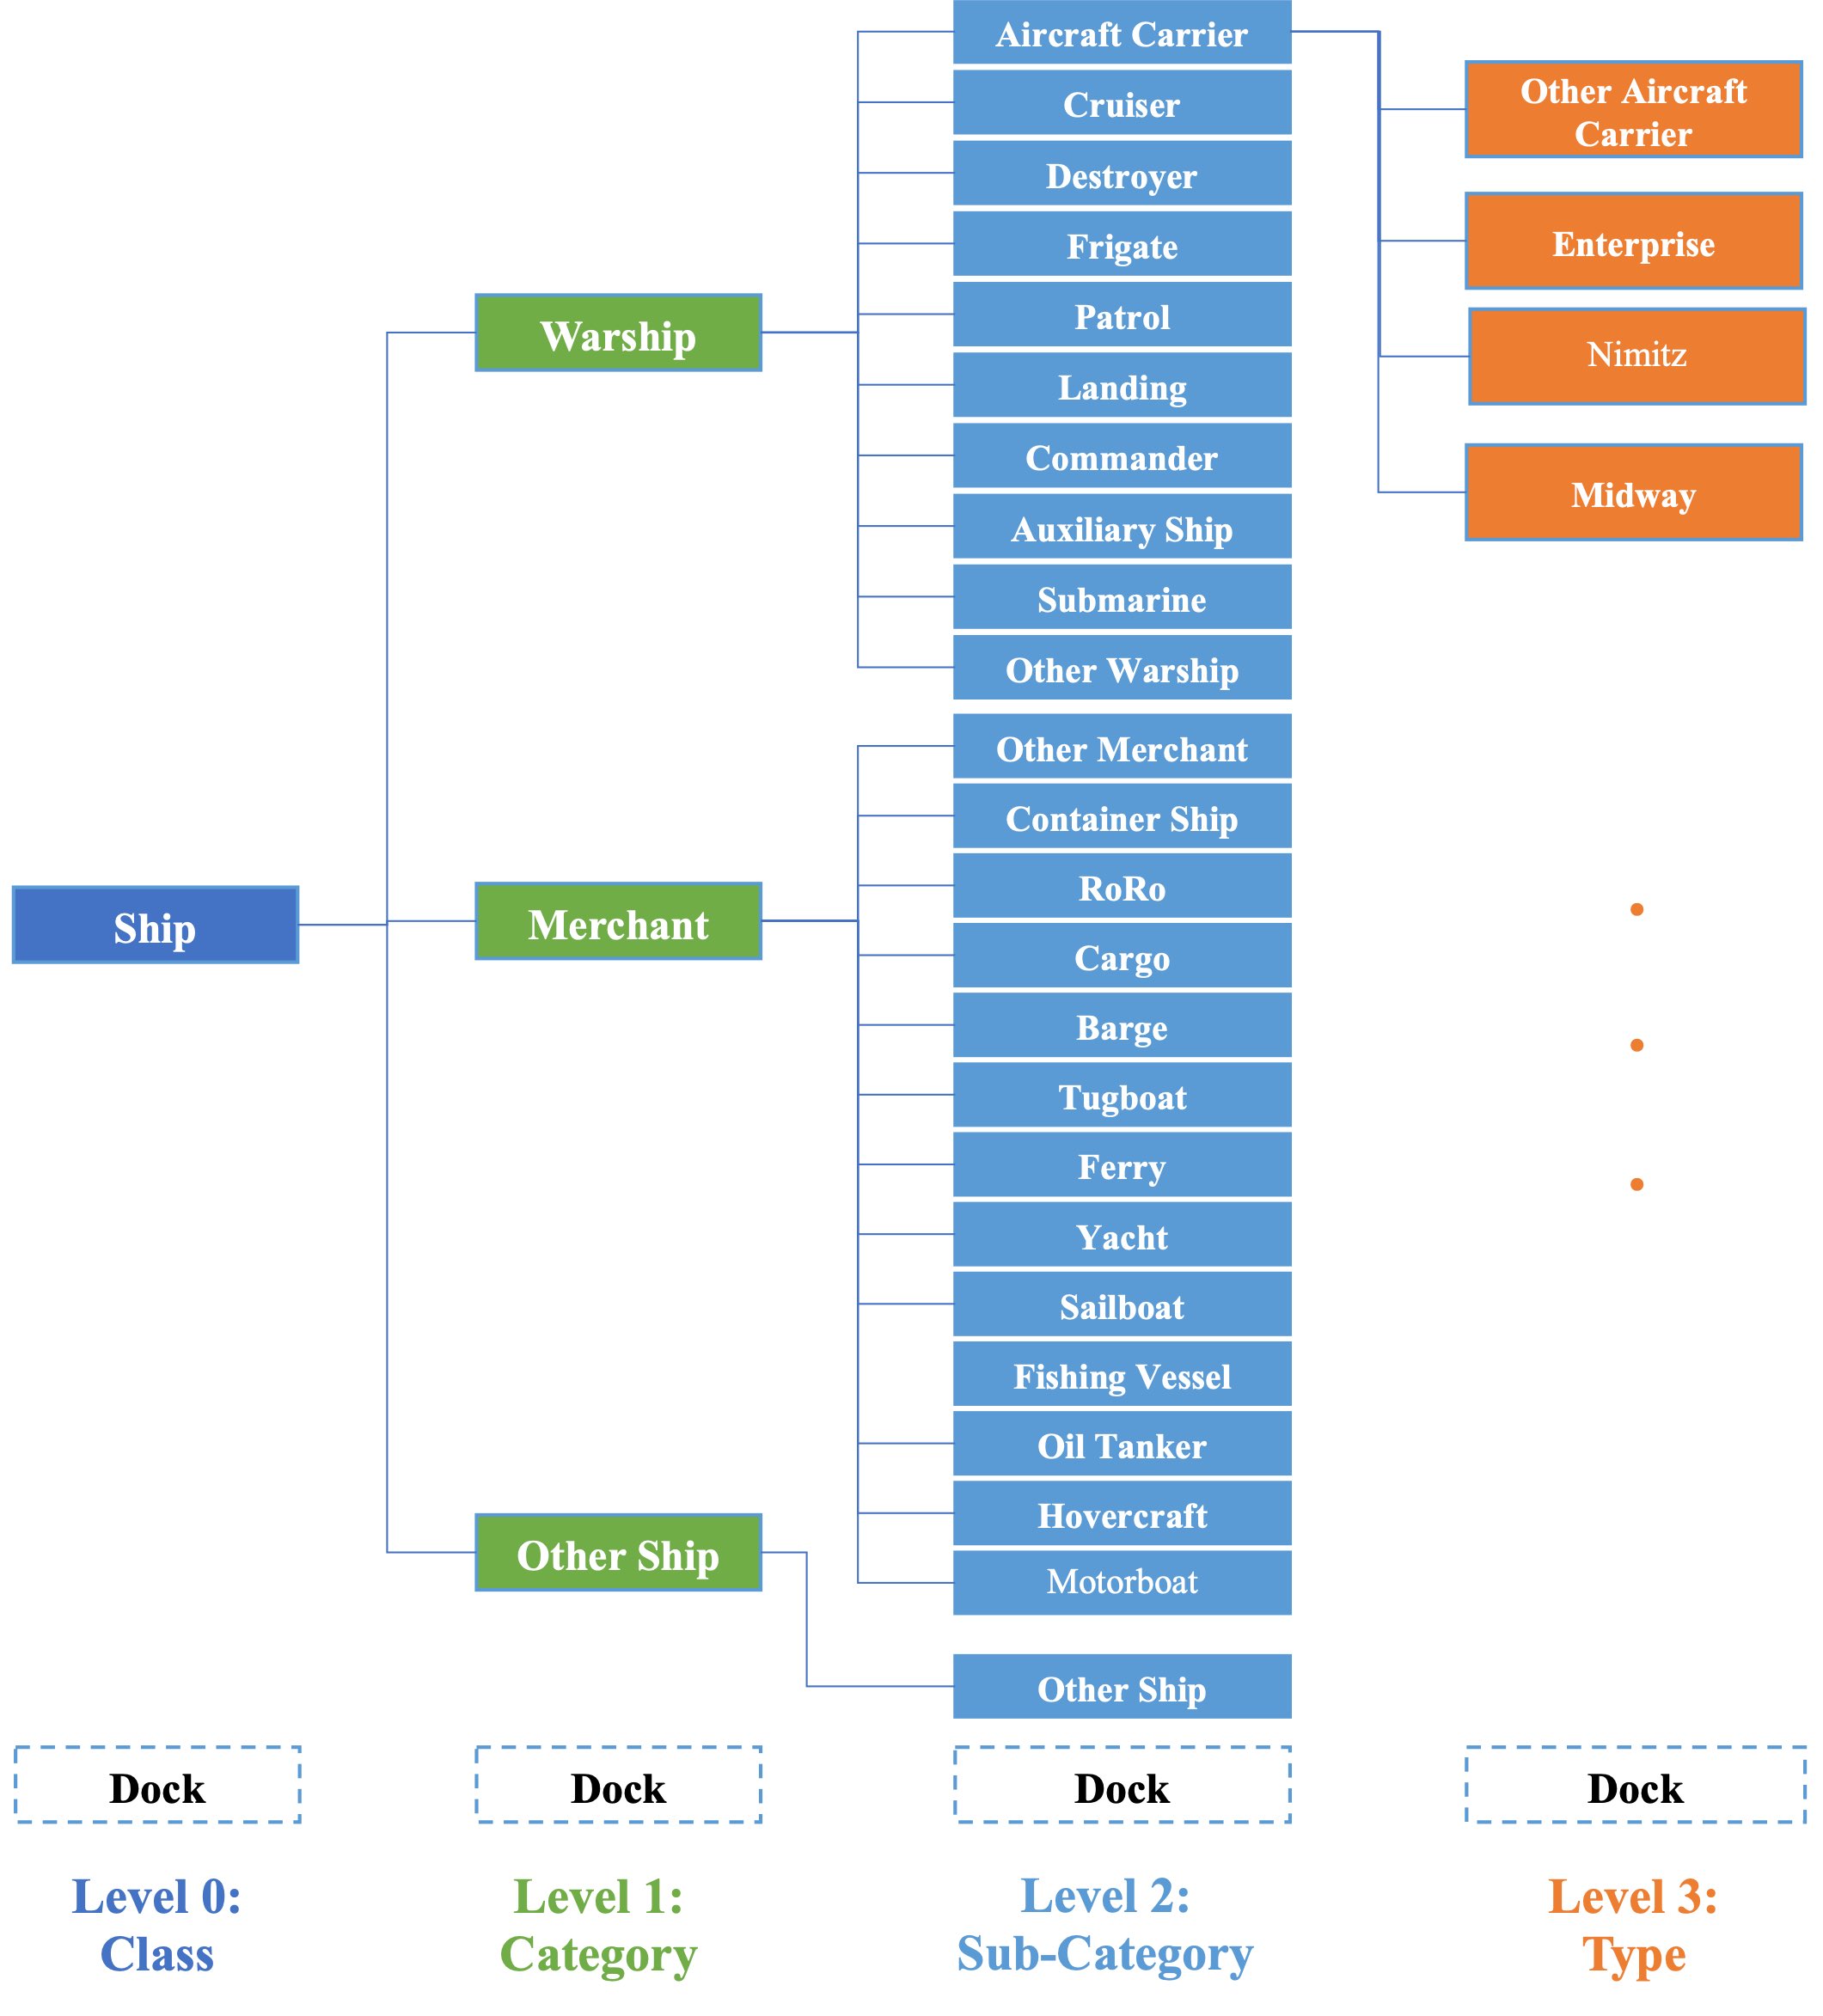 Aircraft Carrier
Cruiser
Destroyer
Frigate
Patrol
Landing
Commander
Auxiliary Ship
Submarine
Other Warship
Other Aircraft
Carrier
Enterprise
Nimitz
Midway
Warship
Other Merchant
Container Ship
RoRo
Cargo
Barge
Tugboat
Ferry
Yacht
Sailboat
Fishing Vessel
Oil Tanker
Hovercraft
Motorboat
Ship
Merchant
Other Ship
Other Ship
Dock
Dock
Dock
Dock
Level 0:
Class
Level 1:
Category
Level 2:
Sub-Category
Level 3:
Type